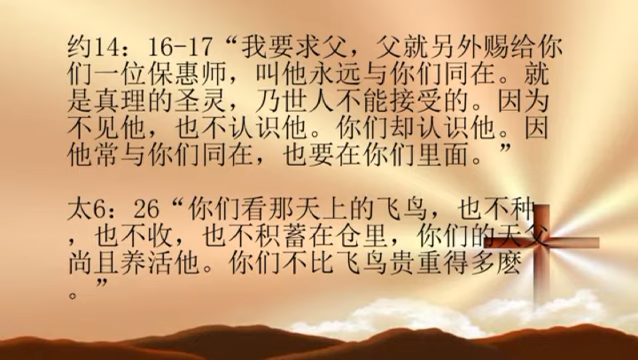 约14：16-17“我要求父，父就另外赐给你
们一位保惠师，叫他永远与你们同在。就
是真理的圣灵，乃世人不能接受的。因为
不见他，也不认识他。你们却认识他。因
他常与你们同在，也要在你们里面。”
太6：26“你们看那天上的飞鸟，也不种
，也不收，也不积蓄在仓里，你们的天父
尚且养活他。你们不比飞鸟贵重得多麽
。”